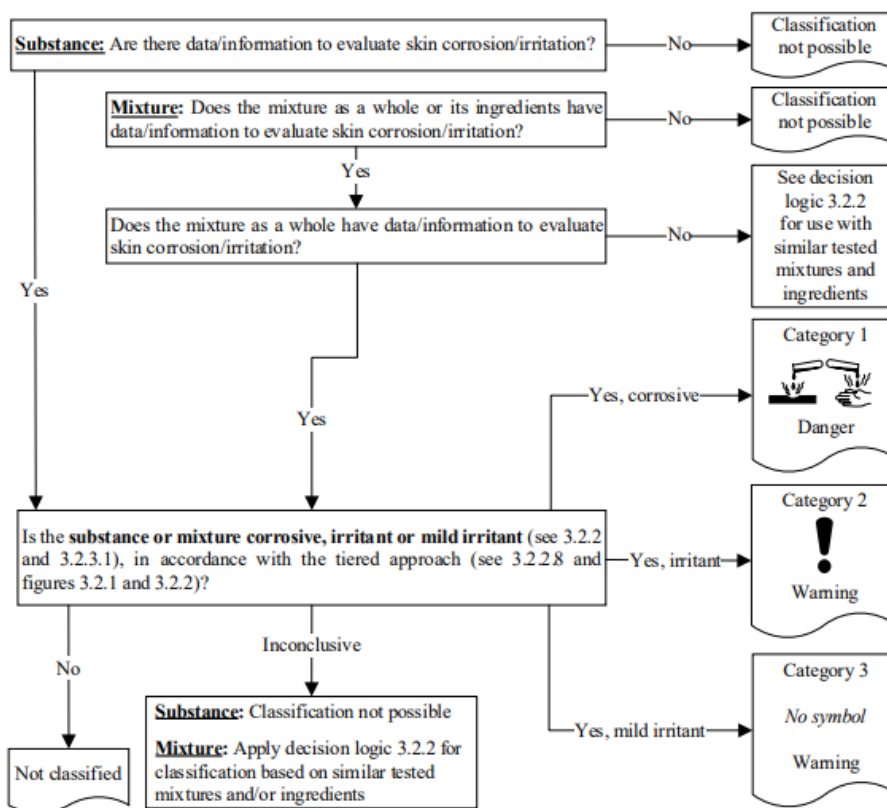 Substance: Are there data/information to evaluate skin corrosion/irritation?
No
Classification
not possible
Mixture: Does the mixture as a whole or its ingredients have
data/information to evaluate skin corrosion/irritation?
No
Classification
not possible
Yes
Does the mixture as a whole have data/information to evaluate
skin corrosion/irritation?
No
See decision
logic 3.2.2
for use with
similar tested
mixtures and
ingredients
Yes
Yes
Yes, corrosive
Category 1
Danger
Is the substance or mixture corrosive, irritant or mild irritant (see 3.2.2
and 3.2.3.1), in accordance with the tiered approach (see 3.2.2.8 and
figures 3.2.1 and 3.2.2)?
Yes, irritant
Category 2
Warning
No
Inconclusive
Yes, mild irritant
Category 3
No symbol
Warning
Not classified
Substance: Classification not possible
Mixture: Apply decision logic 3.2.2 for
classification based on similar tested
mixtures and/or ingredients